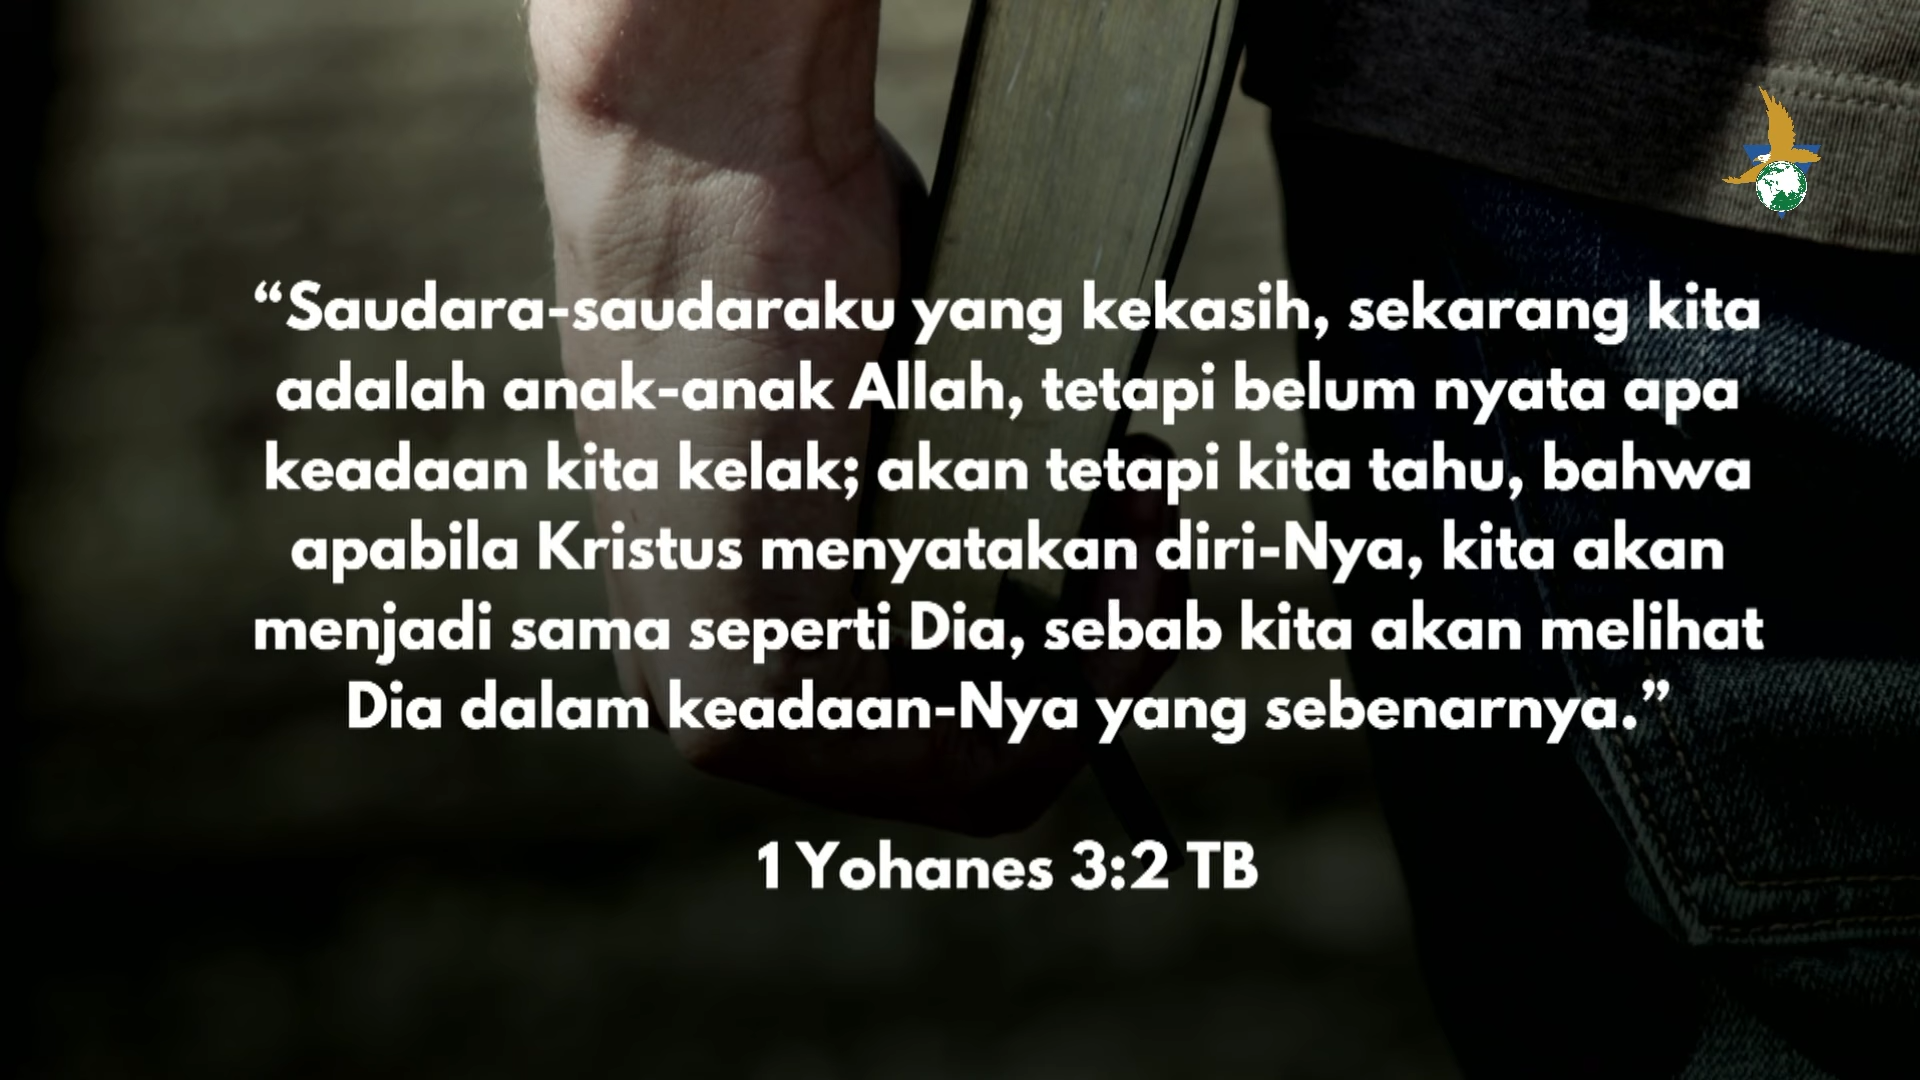 “Saudara-saudaraku yang kekasih, sekarang kita
adalah anak-anak Allah, tetapi belum nyata apa
keadaan kita kelak; akan tetapi kita tahu, bahwa
apabila Kristus menyatakan diri-Nya, kita akan
menjadi sama seperti Dia, sebab kita akan melihat
Dia dalam keadaan-Nya yang sebenarnya.”
1 Yohanes 3:2 TB